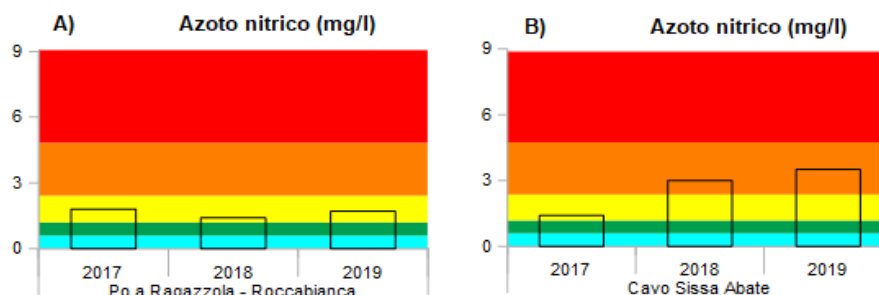 A) Azoto nitrico (mg/l)
9
6
3
0
2017 2018 2019
Po a Ragazzola - Roccabianca
B) Azoto nitrico (mg/l)
9
6
3
0
2017 2018 2019
Cavo Sissa Abate